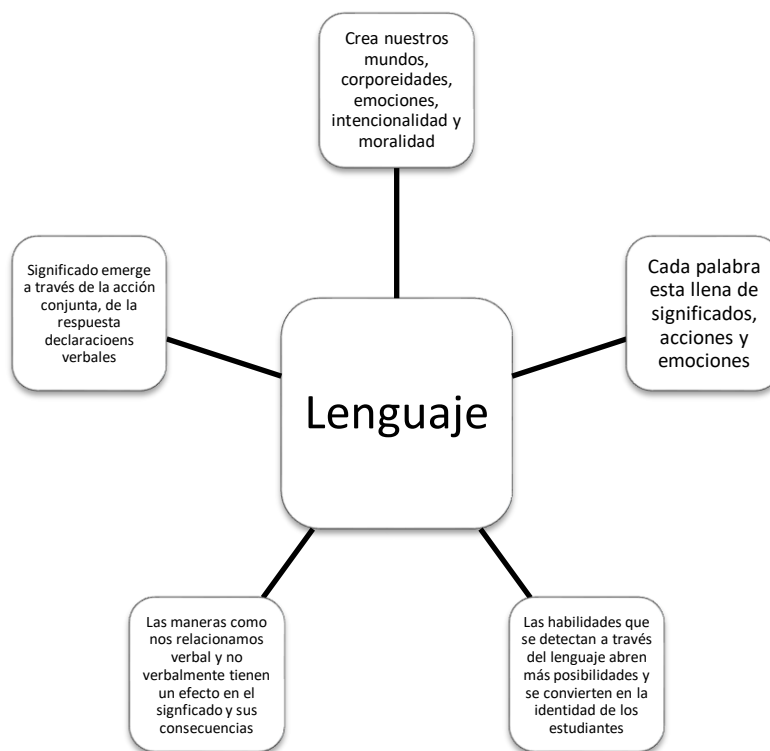 Crea nuestros
mundos,
corporeidades,
emociones,
intencionalidad y
moralidad
Significado emerge
a través de la acción
conjunta, de la
respuesta
declaracioens
verbales
Cada palabra
esta llena de
significados,
acciones y
emociones
Lenguaje
Las maneras como
nos relacionamos
verbal y no
verbalmente tienen
un efecto en el
signficado y sus
consecuencias
Las habilidades que
se detectan a través
del lenguaje abren
más posibilidades y
se convierten en la
identidad de los
estudiantes